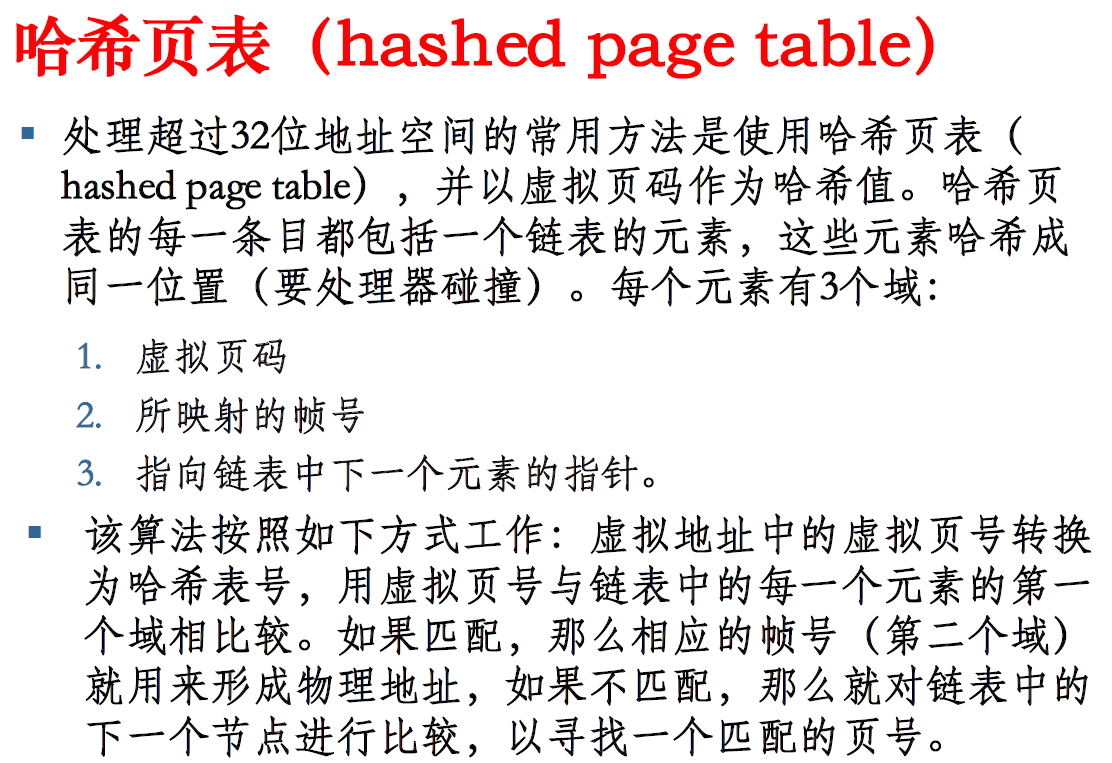 哈希页表（hashed page table）
▪ 处理超过32位地址空间的常用方法是使用哈希页表（
hashed page table），并以虚拟页码作为哈希值。哈希页
表的每一条目都包括一个链表的元素，这些元素哈希成
同一位置（要处理器碰撞）。每个元素有3个域：
1. 虚拟页码
2. 所映射的帧号
3. 指向链表中下一个元素的指针。
▪ 该算法按照如下方式工作：虚拟地址中的虚拟页号转换
为哈希表号，用虚拟页号与链表中的每一个元素的第一
个域相比较。如果匹配，那么相应的帧号（第二个域）
就用来形成物理地址，如果不匹配，那么就对链表中的
下一个节点进行比较，以寻找一个匹配的页号。